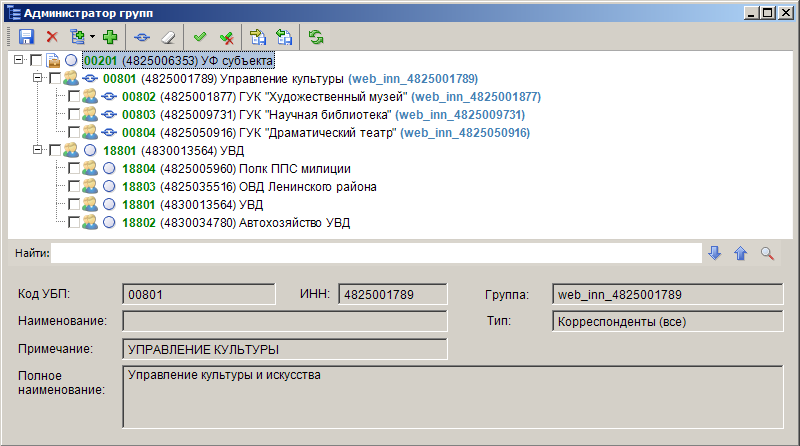 Администратор групп
00201 (4825006353) УФ субъекта
00801 (4825001789) Управление культуры (web_inn_4825001789)
00802 (4825001877) ГУК "Художественный музей" (web_inn_4825001877)
00803 (4825009731) ГУК "Научная библиотека" (web_inn_4825009731)
00804 (4825050916) ГУК "Драматический театр" (web_inn_4825050916)
18801 (4830013564) УВД
18804 (4825005960) Полк ППС милиции
18803 (4825035516) ОВД Ленинского района
18801 (4830013564) УВД
18802 (4830034780) Автохозяйство УВД
Найти:
Код УБП: 00801 ИНН: 4825001789 Группа: web_inn_4825001789
Наименование: Тип: Корреспонденты (все)
Примечание: УПРАВЛЕНИЕ КУЛЬТУРЫ
Полное Управление культуры и искусства
наименование: